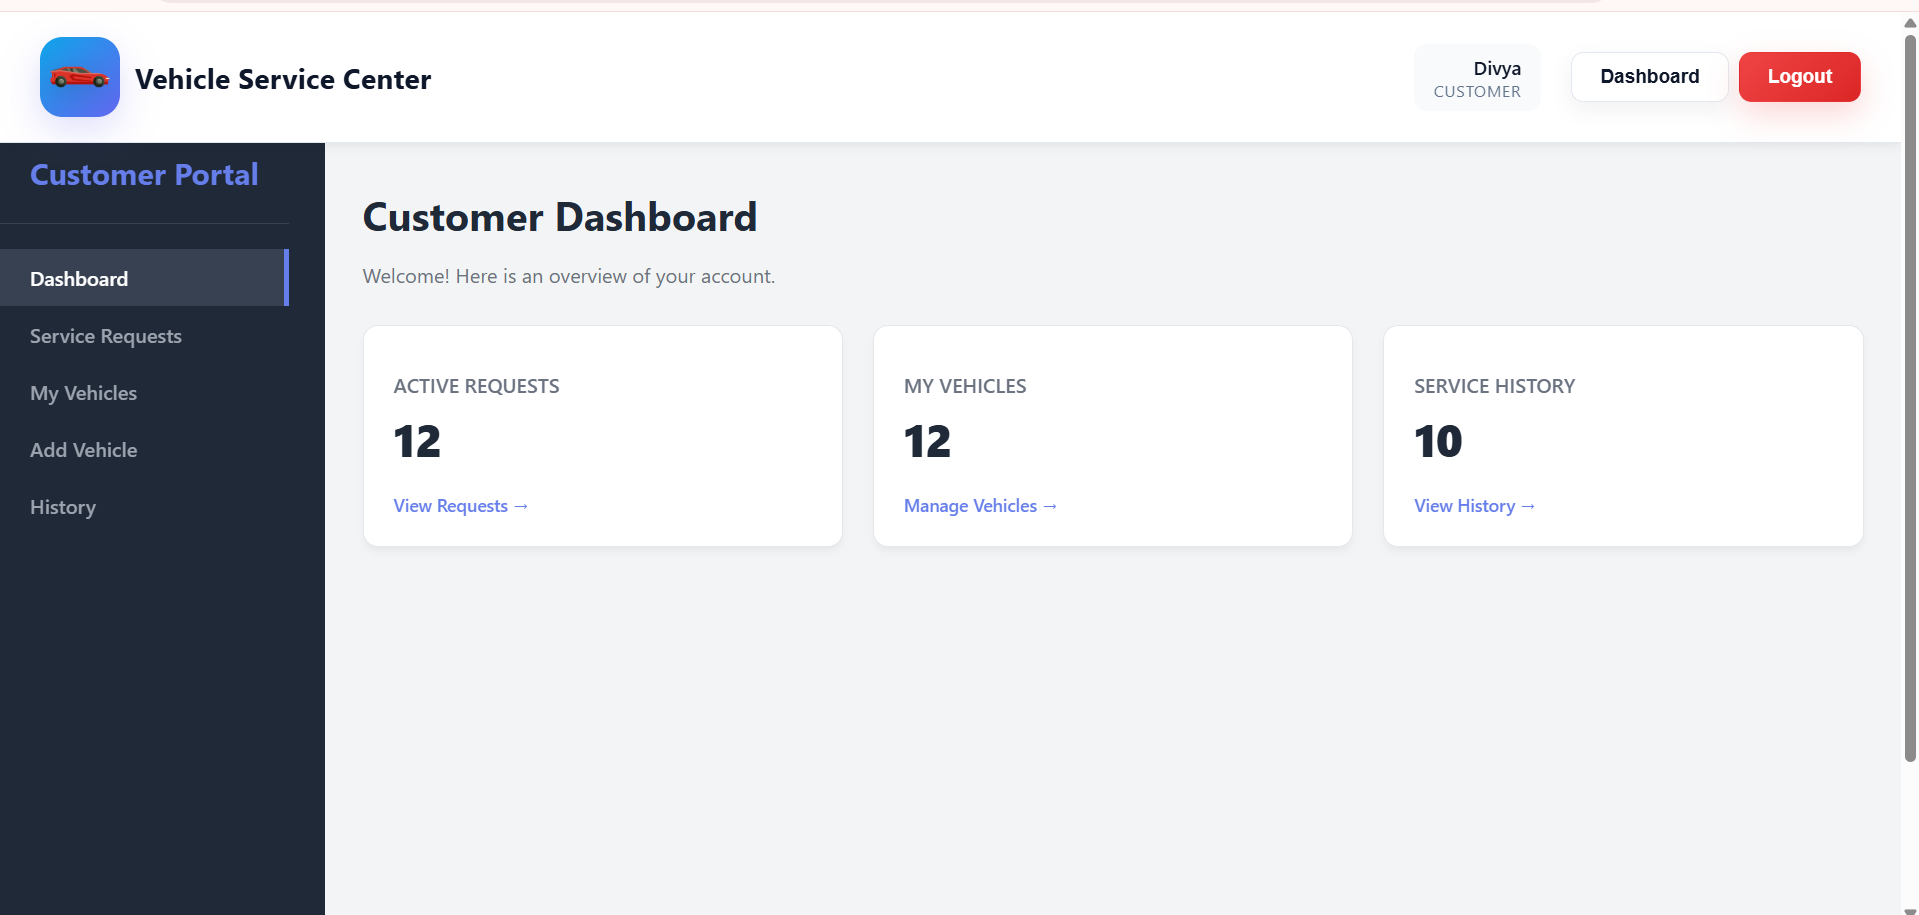 Vehicle Service Center
Divya
CUSTOMER
Dashboard
Logout
Customer Portal
Dashboard
Service Requests
My Vehicles
Add Vehicle
History
Customer Dashboard
Welcome! Here is an overview of your account.
ACTIVE REQUESTS
12
View Requests →
MY VEHICLES
12
Manage Vehicles →
SERVICE HISTORY
10
View History →